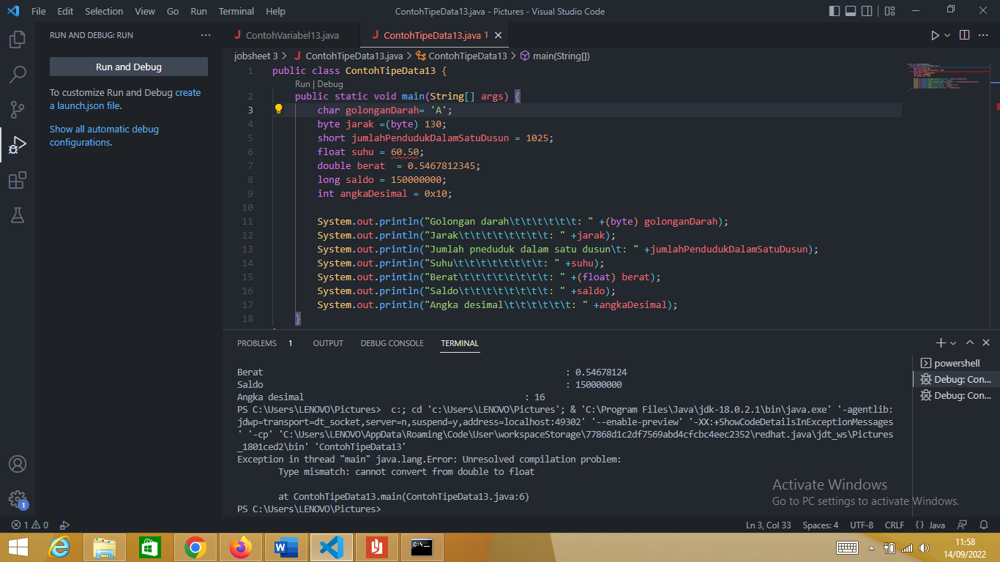 File Edit Selection View Go Run Terminal Help ContohTipeData13.java - Pictures - Visual Studio Code
RUN AND DEBUG: RUN ···
Run and Debug
To customize Run and Debug create
a launch.json file.
Show all automatic debug
configurations.
1
J ContohVariabel13.java J ContohTipeData13.java 1
jobsheet 3 > J ContohTipeData13.java > ContohTipeData13 > main(String[])
1 public class ContohTipeData13 {
Run | Debug
2 public static void main(String[] args) {
3 char golonganDarah= 'A';
4 byte jarak =(byte) 130;
5 short jumlahPendudukDalamSatuDusun = 1025;
6 float suhu = 60.50;
7 double berat  = 0.5467812345;
8 long saldo = 150000000;
9 int angkaDesimal = 0x10;
10
11 System.out.println("Golongan darah\t\t\t\t\t\t: " +(byte) golonganDarah);
12 System.out.println("Jarak\t\t\t\t\t\t\t\t: " +jarak);
13 System.out.println("Jumlah pneduduk dalam satu dusun\t: " +jumlahPendudukDalamSatuDusun);
14 System.out.println("Suhu\t\t\t\t\t\t\t\t: " +suhu);
15 System.out.println("Berat\t\t\t\t\t\t\t\t: " +(float) berat);
16 System.out.println("Saldo\t\t\t\t\t\t\t\t: " +saldo);
17 System.out.println("Angka desimal\t\t\t\t\t\t: " +angkaDesimal);
18 }
PROBLEMS 1 OUTPUT DEBUG CONSOLE TERMINAL
powershell
Debug: Con...
Debug: Con...
Berat : 0.54678124
Saldo : 150000000
Angka desimal : 16
PS C:\Users\LENOVO\Pictures>  c:; cd 'c:\Users\LENOVO\Pictures'; & 'C:\Program Files\Java\jdk-18.0.2.1\bin\java.exe' '-agentlib:
jdwp=transport=dt_socket,server=n,suspend=y,address=localhost:49302' '--enable-preview' '-XX:+ShowCodeDetailsInExceptionMessages
' '-cp' 'C:\Users\LENOVO\AppData\Roaming\Code\User\workspaceStorage\77868d1c2df7569abd4cfcbc4eec2352\redhat.java\jdt_ws\Pictures
_1801ced2\bin' 'ContohTipeData13'
Exception in thread "main" java.lang.Error: Unresolved compilation problem:
Type mismatch: cannot convert from double to float
at ContohTipeData13.main(ContohTipeData13.java:6)
PS C:\Users\LENOVO\Pictures>
Activate Windows
Go to PC settings to activate Windows.
1 0 Ln 3, Col 33 Spaces: 4 UTF-8 CRLF {} Java
11:58
14/09/2022